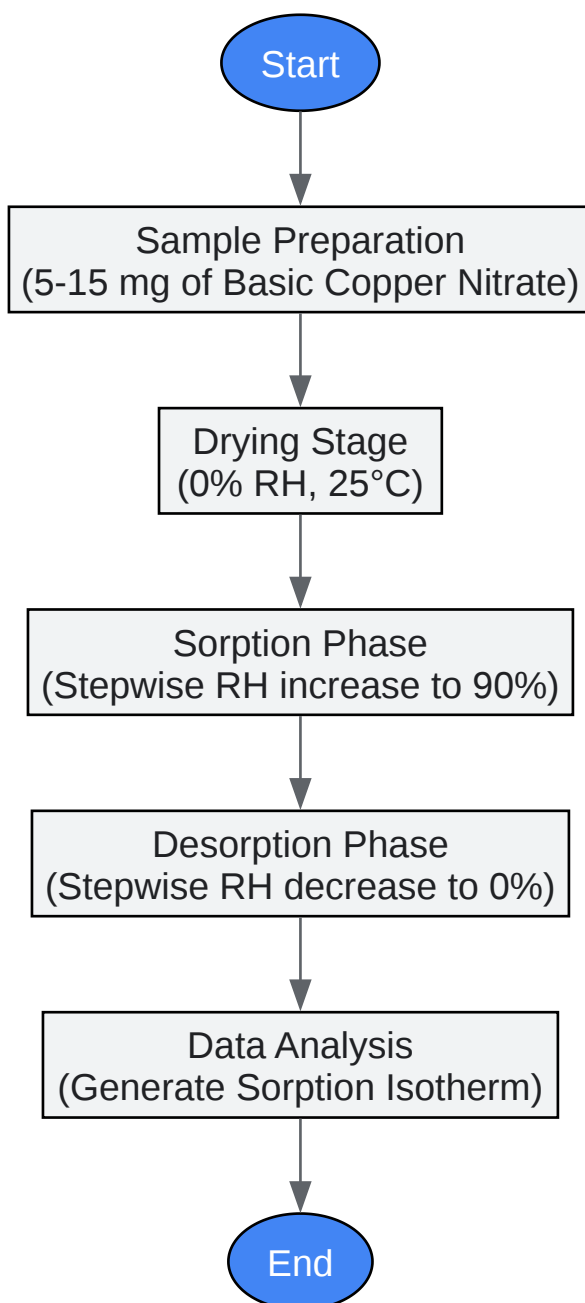 Start
Sample Preparation
(5-15 mg of Basic Copper Nitrate)
Drying Stage
(0% RH, 25°C)
Sorption Phase
(Stepwise RH increase to 90%)
Desorption Phase
(Stepwise RH decrease to 0%)
Data Analysis
(Generate Sorption Isotherm)
End